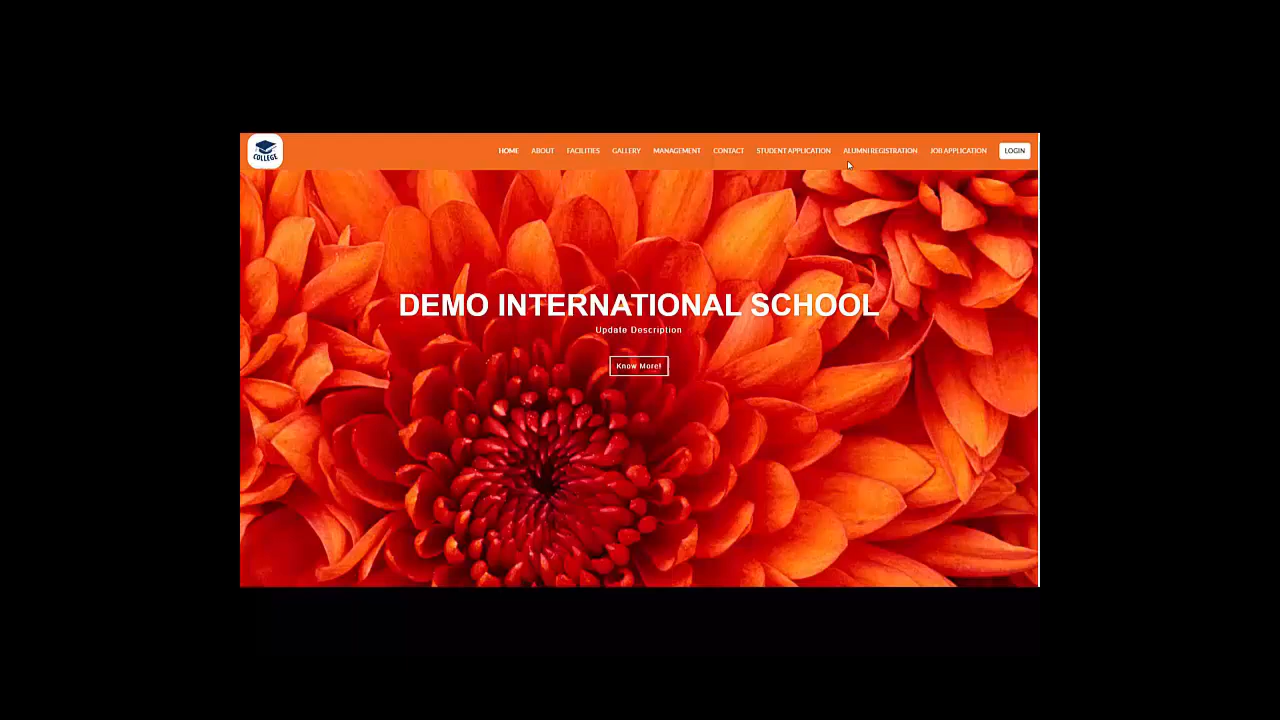 COLLEGE
HOME ABOUT FACILITIES GALLERY MANAGEMENT CONTACT STUDENT APPLICATION ALUMNI REGISTRATION JOB APPLICATION LOGIN
DEMO INTERNATIONAL SCHOOL
Update Description
Know More!